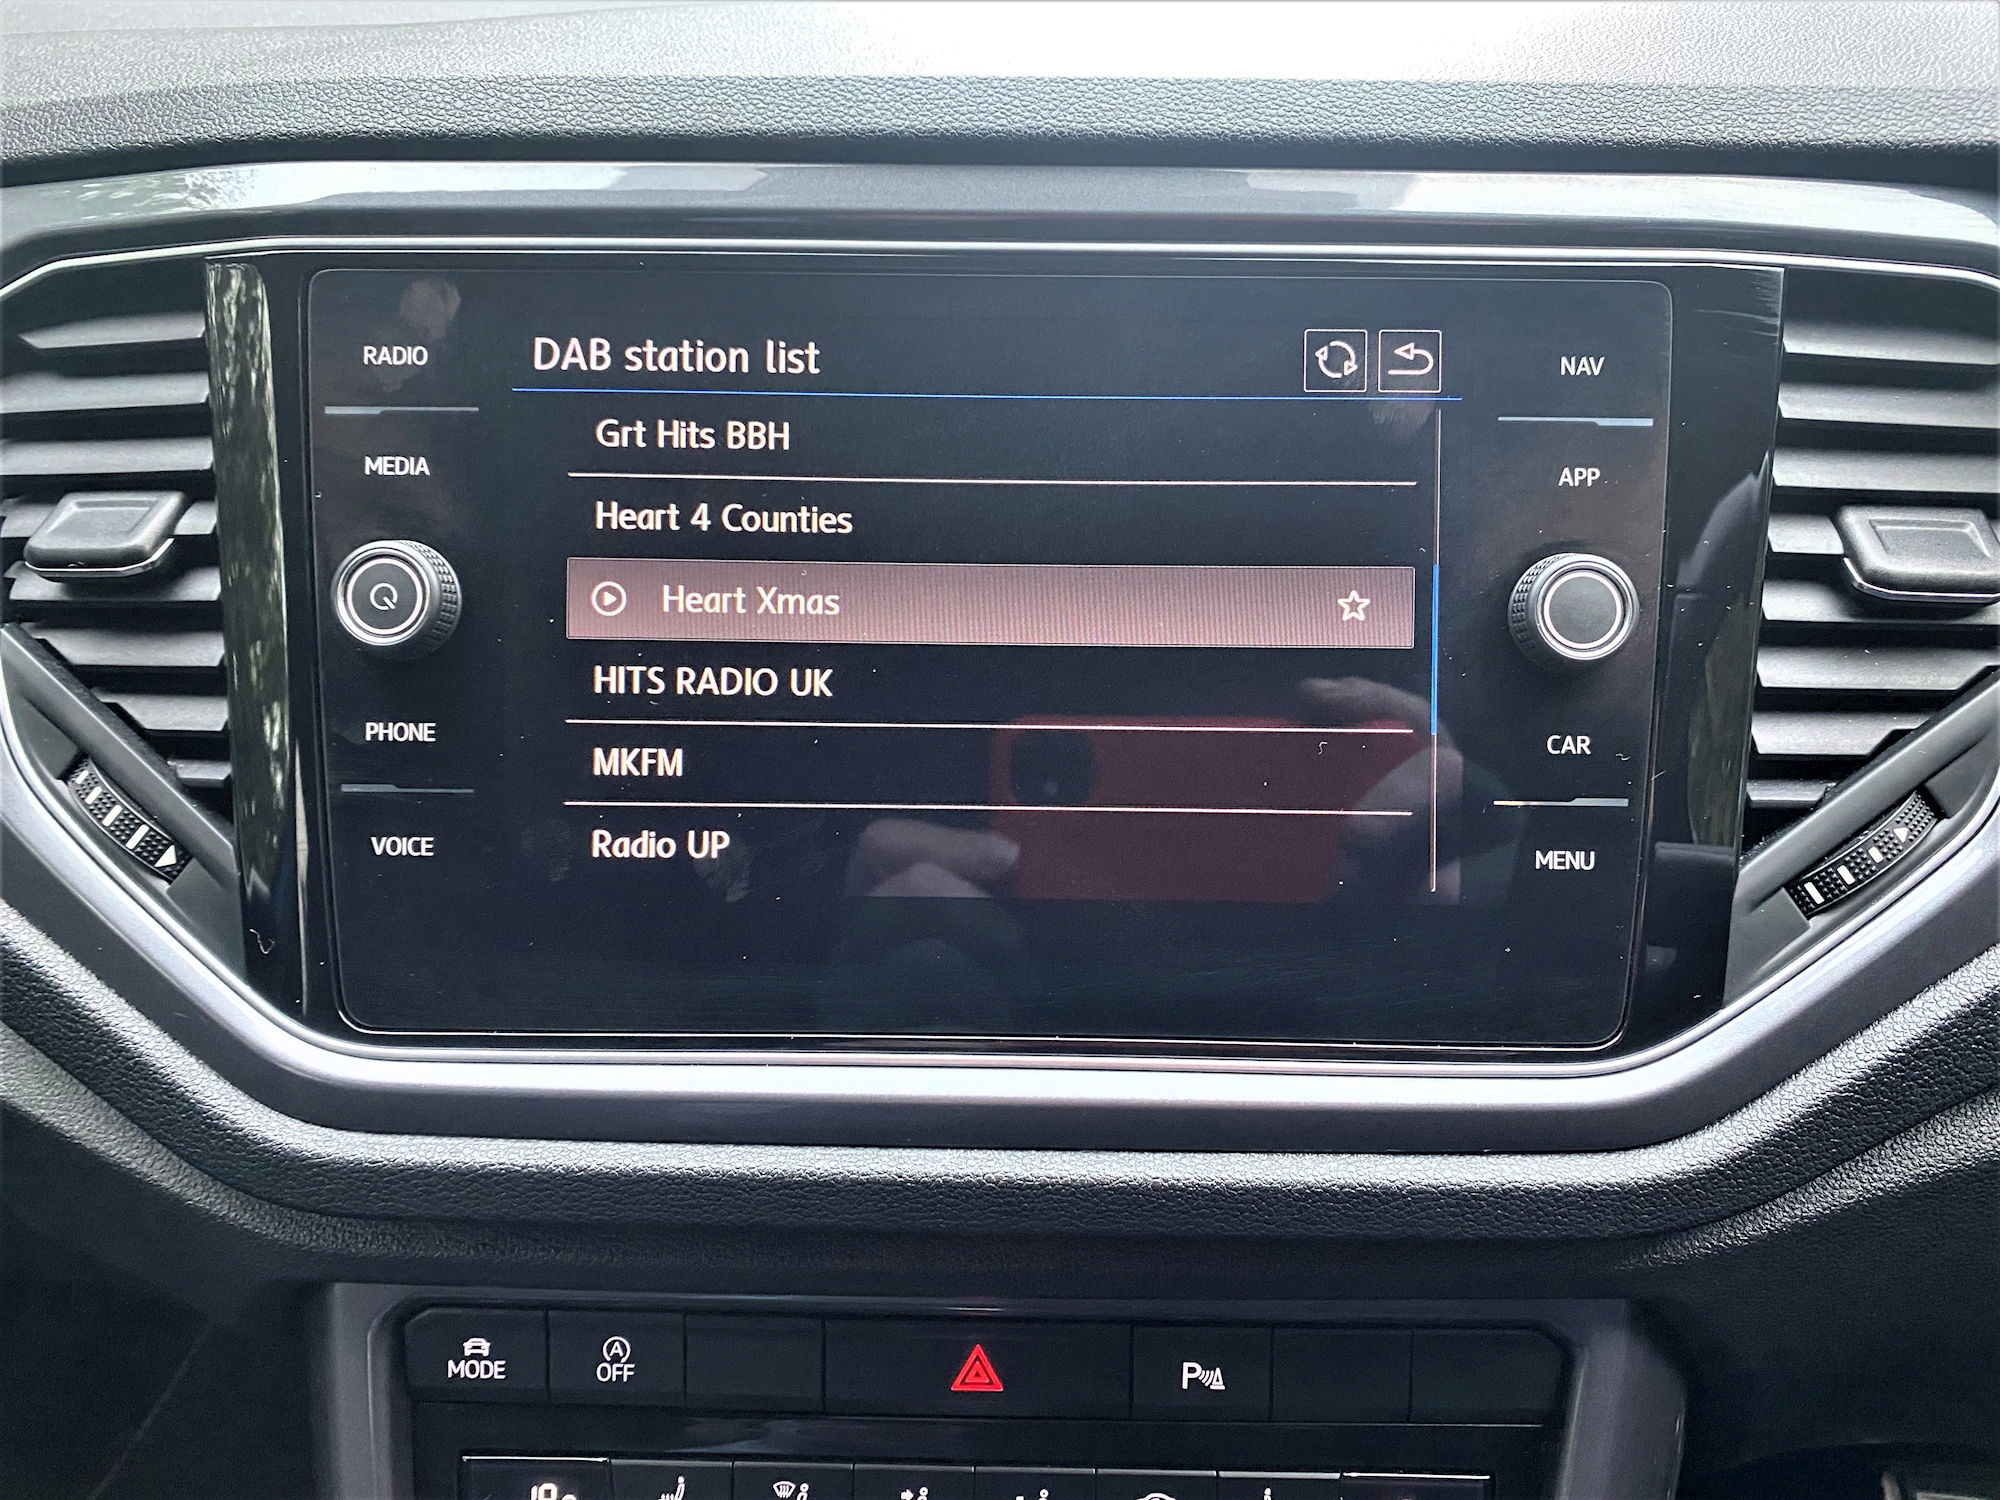 DAB station list
RADIO
NAV
Grt Hits BBH
MEDIA
APP
Heart 4 Counties
Heart Xmas
HITS RADIO UK
PHONE
CAR
MKFM
VOICE
Radio UP
MENU
MODE
A
OFF
P